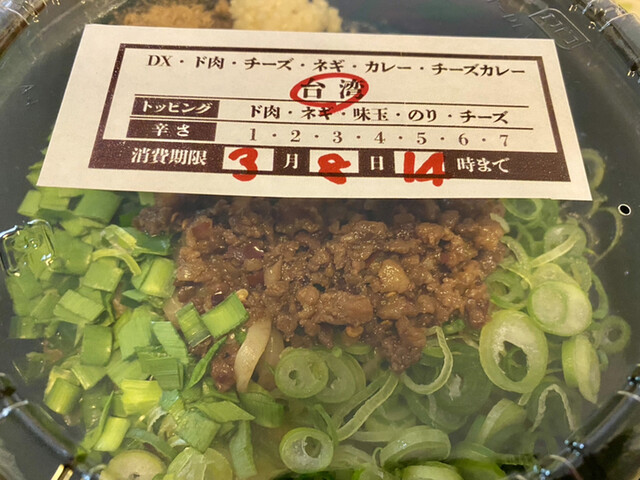 DX・ド肉・チーズ・ネギ・カレー・チーズカレー
台湾
トッピング ド肉・ネギ・味玉・のり・チーズ
辛さ 1・2・3・4・5・6・7
消費期限 3月8日14時まで